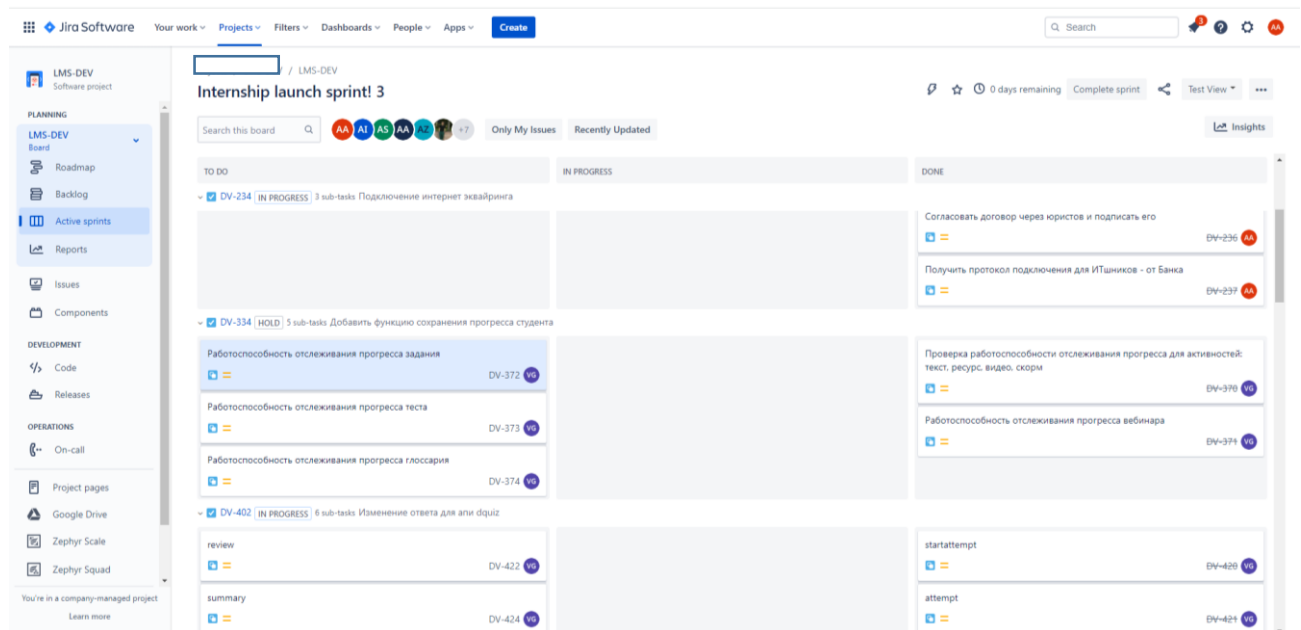 Jira Software Your work Projects Filters Dashboards People Apps Create Search 3 AA
LMS-DEV
Software project
PLANNING
LMS-DEV
Board
Roadmap
Backlog
Active sprints
Reports
Issues
Components
DEVELOPMENT
Code
Releases
OPERATIONS
On-call
Project pages
Google Drive
Zephyr Scale
Zephyr Squad
You're in a company-managed project
Learn more
/ LMS-DEV
Internship launch sprint! 3
0 days remaining Complete sprint Test View
Search this board AA AI AS AA AZ +7 Only My Issues Recently Updated Insights
TO DO IN PROGRESS DONE
DV-234 IN PROGRESS 3 sub-tasks Подключение интернет эквайринга
Согласовать договор через юристов и подписать его
DV-236 AA
Получить протокол подключения для ИТшников - от Банка
DV-237 AA
DV-334 HOLD 5 sub-tasks Добавить функцию сохранения прогресса студента
Работоспособность отслеживания прогресса задания
DV-372 VG
Работоспособность отслеживания прогресса теста
DV-373 VG
Работоспособность отслеживания прогресса глоссария
DV-374 VG
Проверка работоспособности отслеживания прогресса для активностей:
текст, ресурс, видео, скорм
DV-370 VG
Работоспособность отслеживания прогресса вебинара
DV-371 VG
DV-402 IN PROGRESS 6 sub-tasks Изменение ответа для апи dquiz
review
DV-422 VG
summary
DV-424 VG
startattempt
DV-420 VG
attempt
DV-421 VG